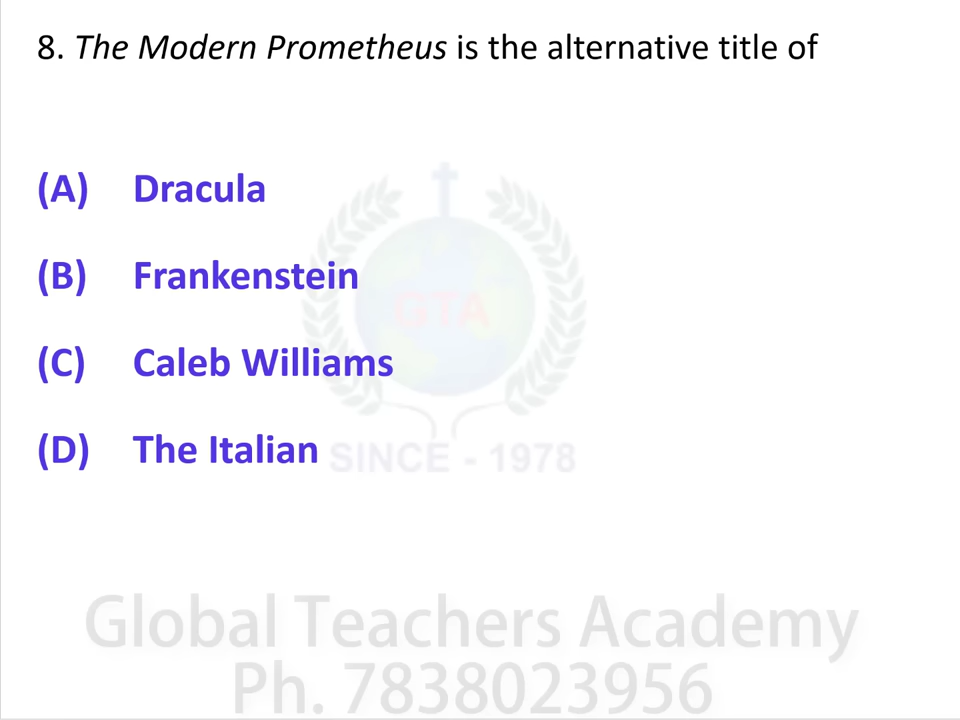 8. The Modern Prometheus is the alternative title of
(A) Dracula
(B) Frankenstein
(C) Caleb Williams
(D) The Italian
GTA
SINCE - 1978
Global Teachers Academy
Ph. 7838023956